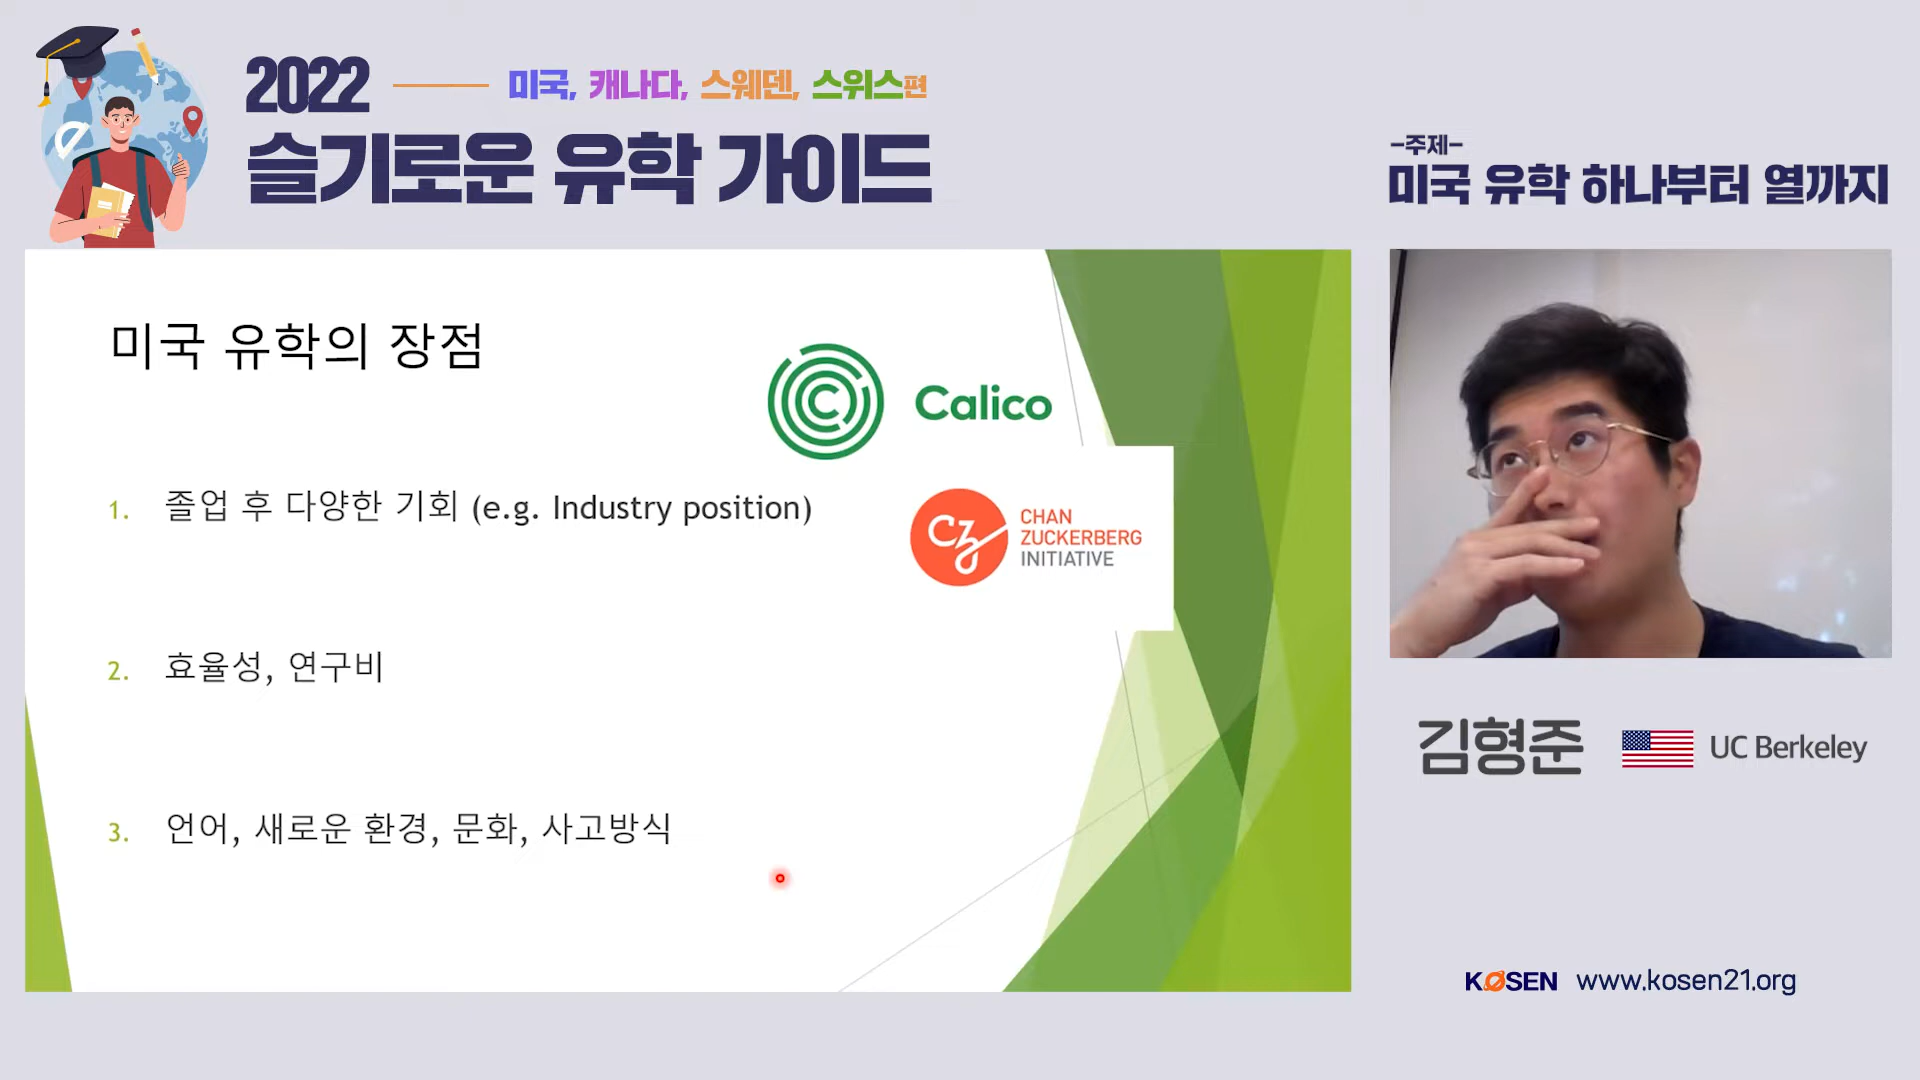 2022 미국, 캐나다, 스웨덴, 스위스편
슬기로운 유학 가이드
-주제-
미국 유학 하나부터 열까지
미국 유학의 장점
Calico
1. 졸업 후 다양한 기회 (e.g. Industry position)
CZ
CHAN
ZUCKERBERG
INITIATIVE
2. 효율성, 연구비
3. 언어, 새로운 환경, 문화, 사고방식
김형준 UC Berkeley
KOSEN www.kosen21.org